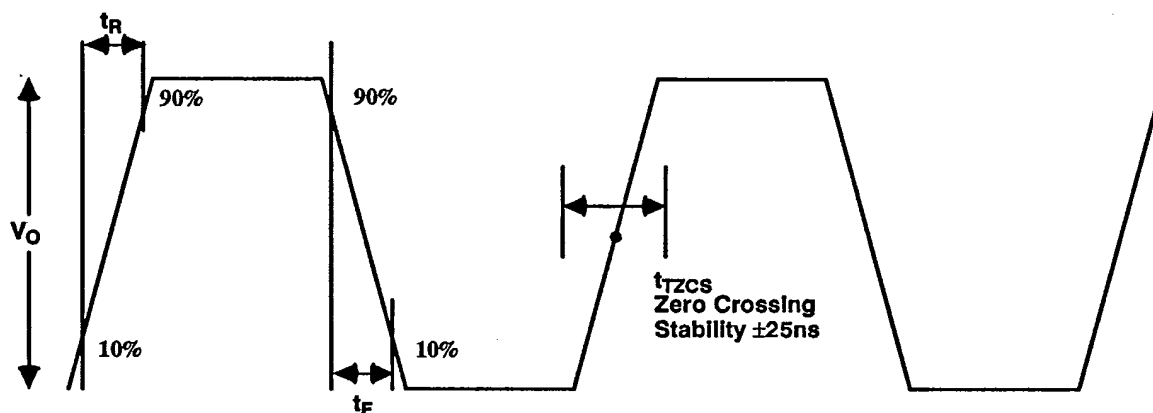 tR
90%
90%
VO
tTZCS
Zero Crossing
Stability ±25ns
10%
10%
tF